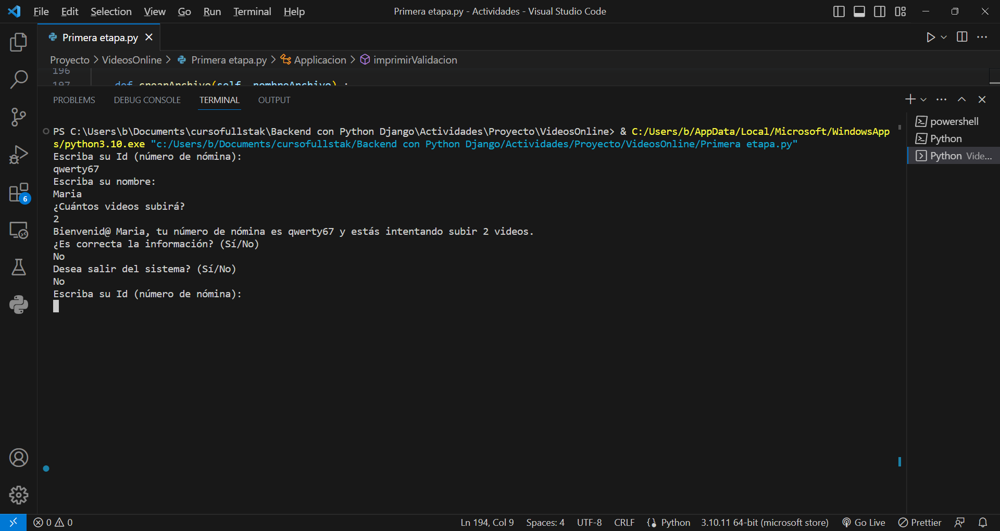 File Edit Selection View Go Run Terminal Help Primera etapa.py - Actividades - Visual Studio Code
Primera etapa.py
Proyecto > VideosOnline > Primera etapa.py > Applicacion > imprimirValidacion
196
197 def crearArchivo(self, nombreArchivo) :
PROBLEMS DEBUG CONSOLE TERMINAL OUTPUT
PS C:\Users\b\Documents\cursofullstak\Backend con Python Django\Actividades\Proyecto\VideosOnline> & C:/Users/b/AppData/Local/Microsoft/WindowsApp
s/python3.10.exe "c:/Users/b/Documents/cursofullstak/Backend con Python Django/Actividades/Proyecto/VideosOnline/Primera etapa.py"
Escriba su Id (número de nómina):
qwerty67
Escriba su nombre:
Maria
¿Cuántos videos subirá?
2
Bienvenid@ Maria, tu número de nómina es qwerty67 y estás intentando subir 2 videos.
¿Es correcta la información? (Sí/No)
No
Desea salir del sistema? (Sí/No)
No
Escriba su Id (número de nómina):
powershell
Python
Python Vide...
6
0 0 Ln 194, Col 9 Spaces: 4 UTF-8 CRLF Python 3.10.11 64-bit (microsoft store) Go Live Prettier